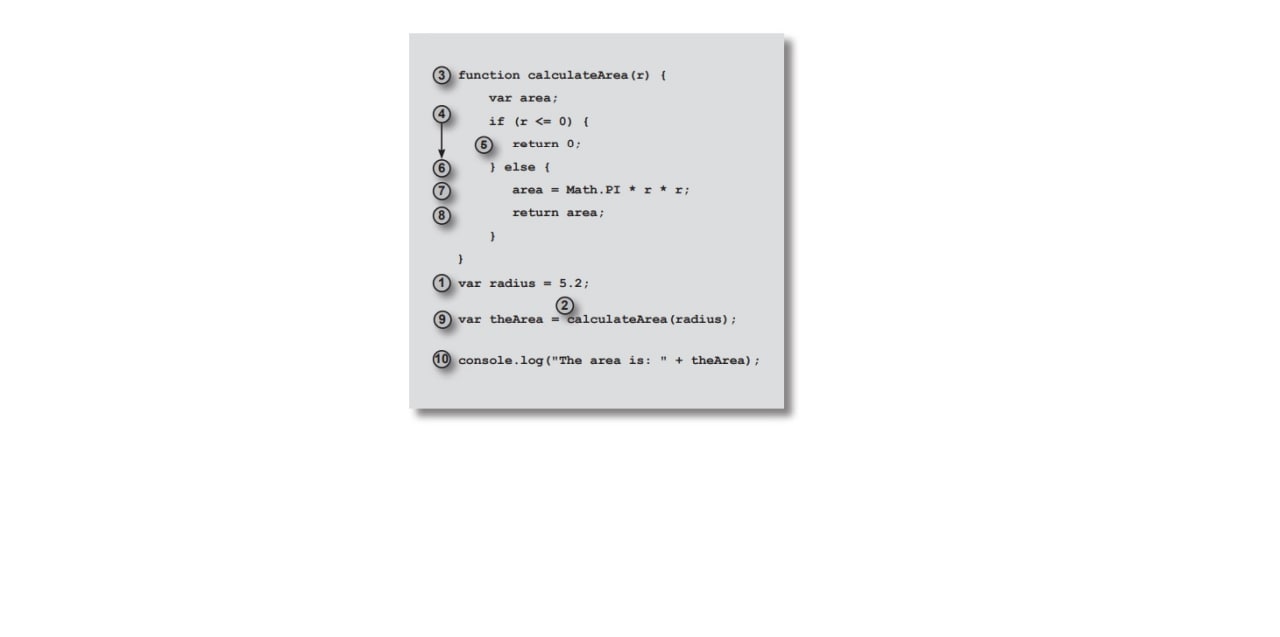 3 function calculateArea(r) {
var area;
4 if (r <= 0) {
5 return 0;
6 } else {
7 area = Math.PI * r * r;
8 return area;
}
}
1 var radius = 5.2;
2
9 var theArea = calculateArea(radius);
10 console.log("The area is: " + theArea);